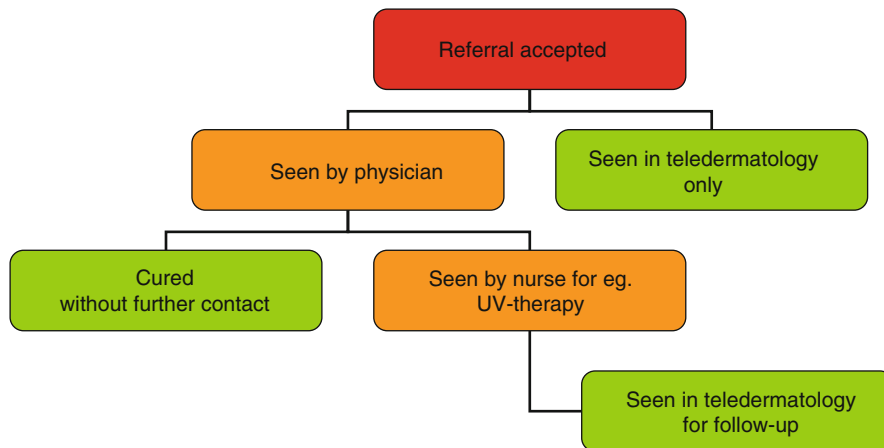 Referral accepted
Seen by physician
Seen in teledermatology
only
Cured
without further contact
Seen by nurse for eg.
UV-therapy
Seen in teledermatology
for follow-up